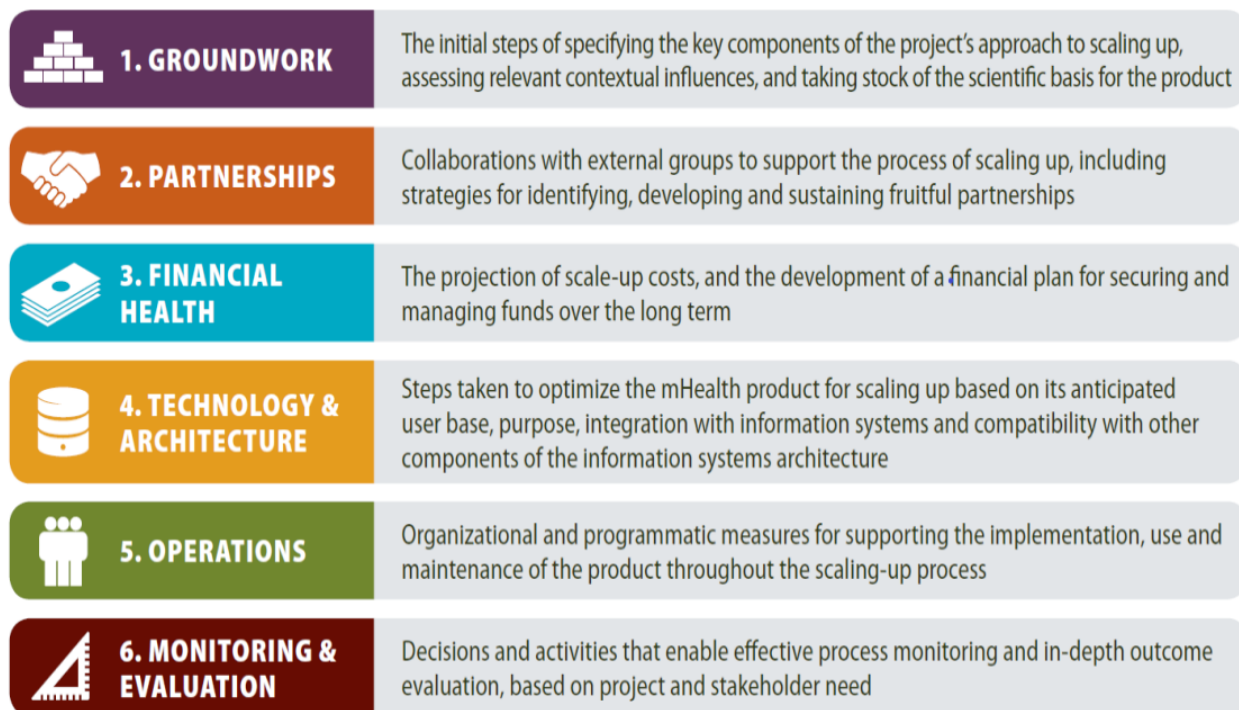 1. GROUNDWORK
The initial steps of specifying the key components of the project's approach to scaling up,
assessing relevant contextual influences, and taking stock of the scientific basis for the product
2. PARTNERSHIPS
Collaborations with external groups to support the process of scaling up, including
strategies for identifying, developing and sustaining fruitful partnerships
3. FINANCIAL
HEALTH
The projection of scale-up costs, and the development of a financial plan for securing and
managing funds over the long term
4. TECHNOLOGY &
ARCHITECTURE
Steps taken to optimize the mHealth product for scaling up based on its anticipated
user base, purpose, integration with information systems and compatibility with other
components of the information systems architecture
5. OPERATIONS
Organizational and programmatic measures for supporting the implementation, use and
maintenance of the product throughout the scaling-up process
6. MONITORING &
EVALUATION
Decisions and activities that enable effective process monitoring and in-depth outcome
evaluation, based on project and stakeholder need